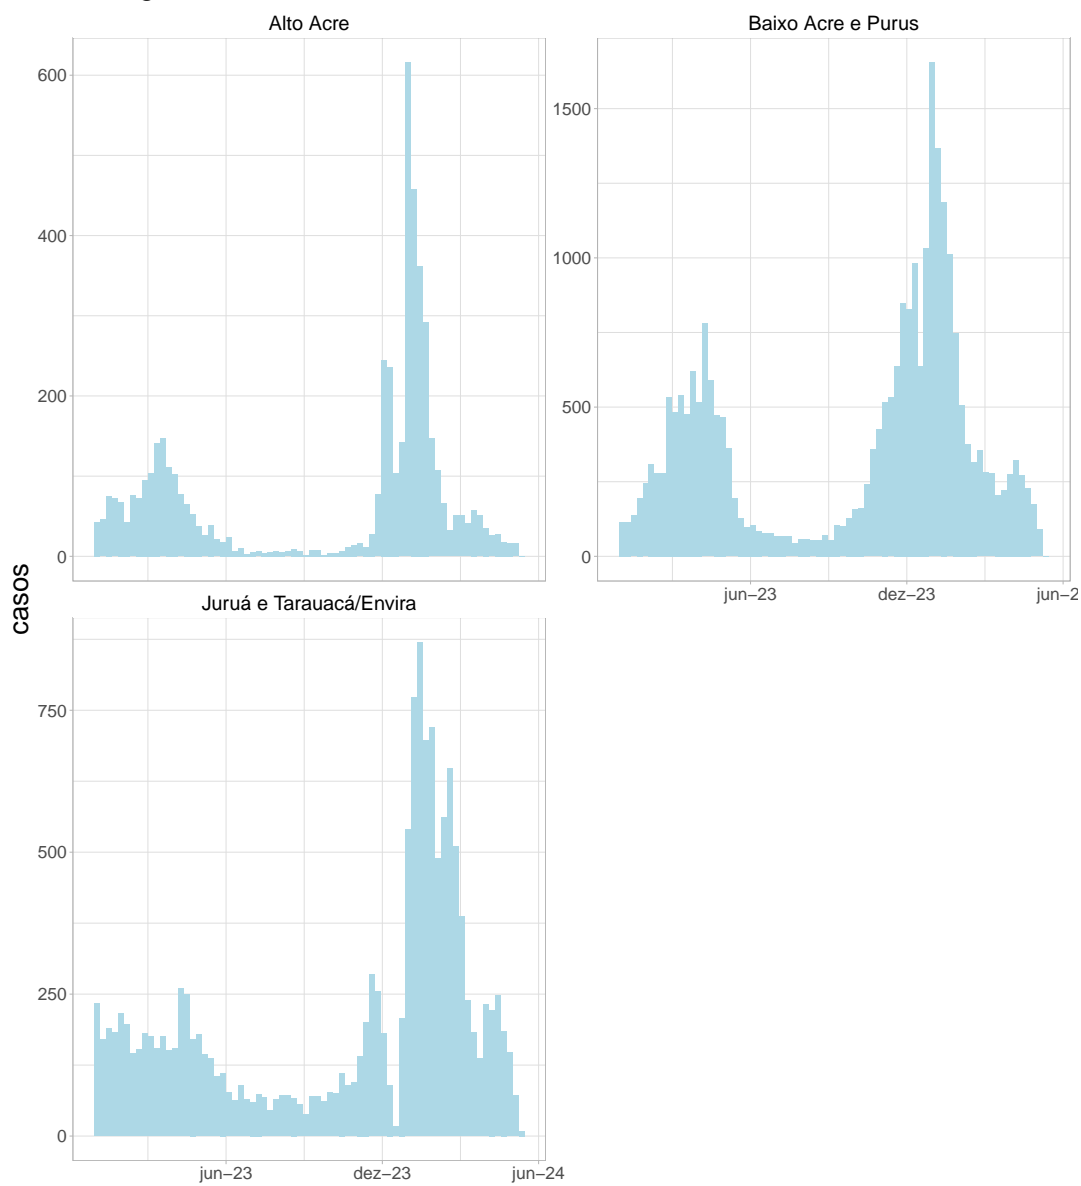 Alto Acre
Baixo Acre e Purus
600
400
200
0
1500
1000
500
0
jun–23
dez–23
casos
Juruá e Tarauacá/Envira
750
500
250
0
jun–23
dez–23
jun–24